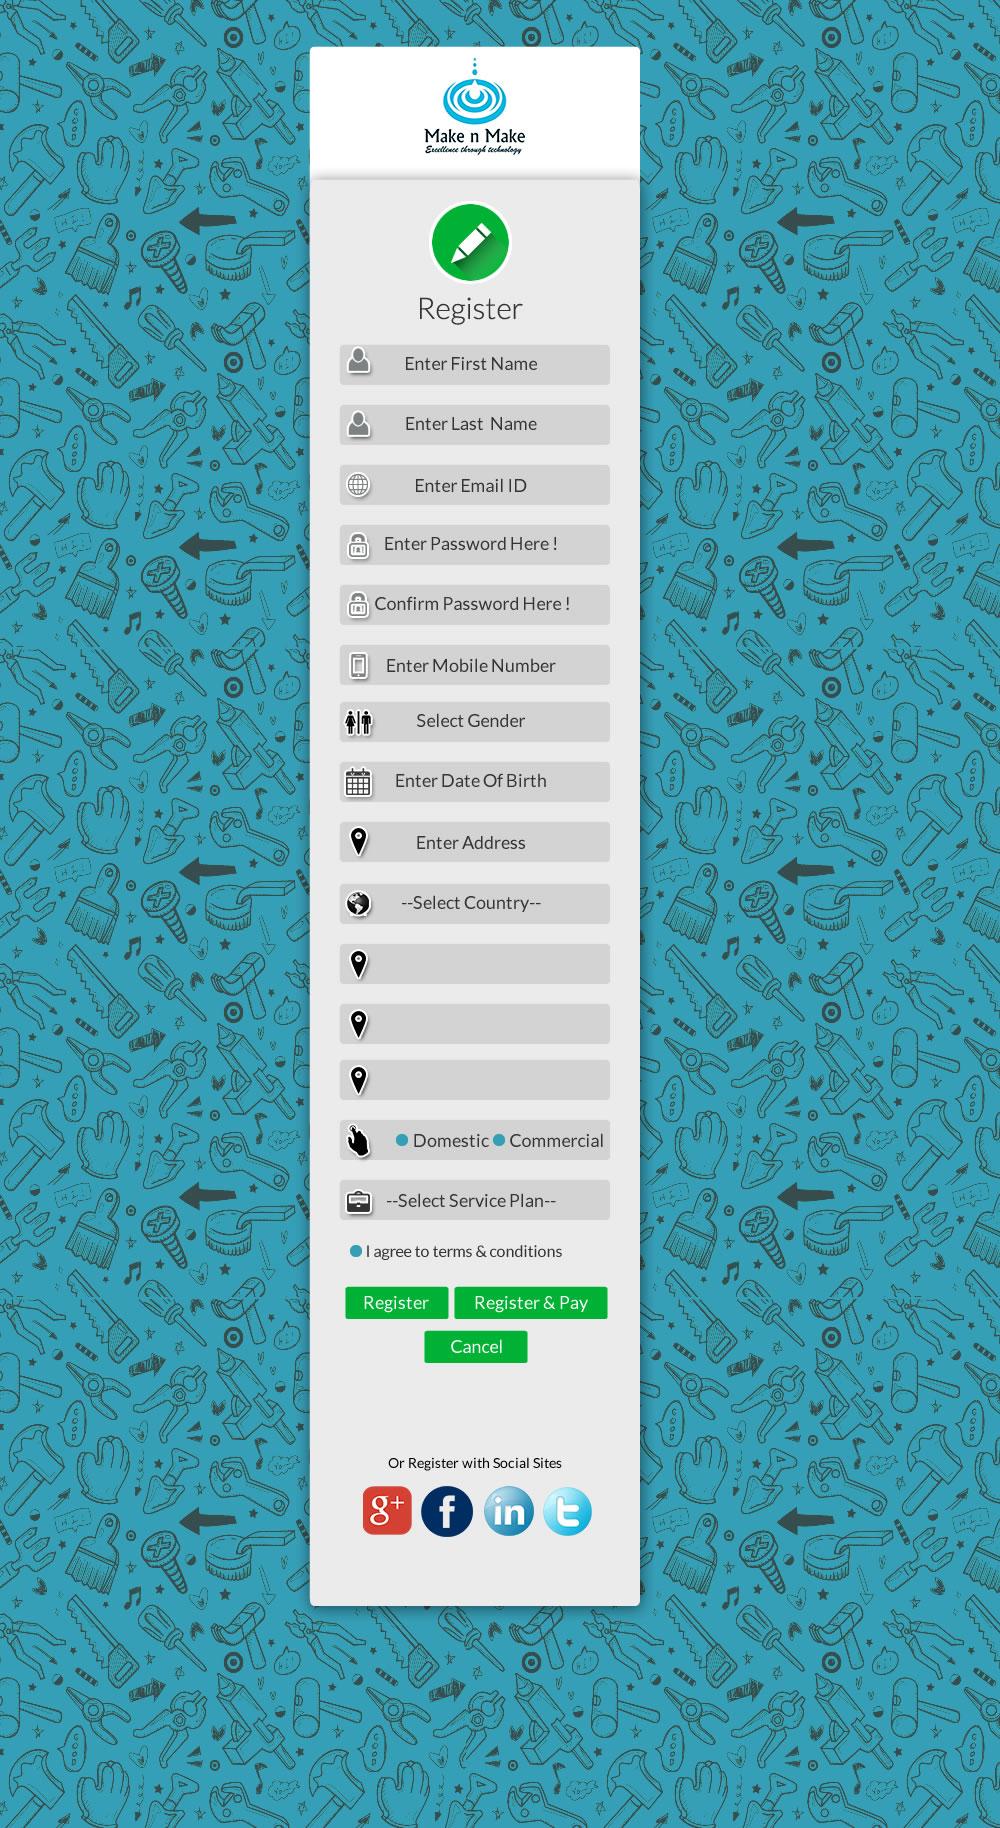 Make n Make
Excellence through technology
Register
Enter First Name
Enter Last Name
Enter Email ID
Enter Password Here !
Confirm Password Here !
Enter Mobile Number
Select Gender
Enter Date Of Birth
Enter Address
--Select Country--
Domestic Commercial
--Select Service Plan--
I agree to terms & conditions
Register Register & Pay
Cancel
Or Register with Social Sites
g+ f in t